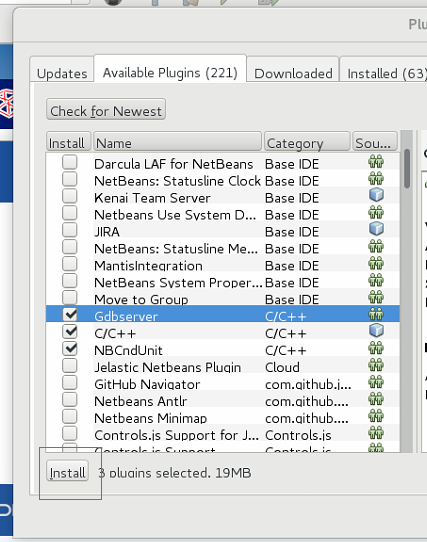 Plu
Updates Available Plugins (221) Downloaded Installed (63)
Check for Newest
Install Name Category Sou...
Darcula LAF for NetBeans Base IDE
NetBeans: Statusline Clock Base IDE
Kenai Team Server Base IDE
Netbeans Use System D... Base IDE
JIRA Base IDE
NetBeans: Statusline Me... Base IDE
MantisIntegration Base IDE
NetBeans System Proper... Base IDE
Move to Group Base IDE
Gdbserver C/C++
C/C++ C/C++
NBCndUnit C/C++
Jelastic Netbeans Plugin Cloud
GitHub Navigator com.github.j...
Netbeans Antlr com.github....
Netbeans Minimap com.github....
Controls.js Support for J... Controls.js
Controls.js Support Controls.js
Install 3 plugins selected, 19MB